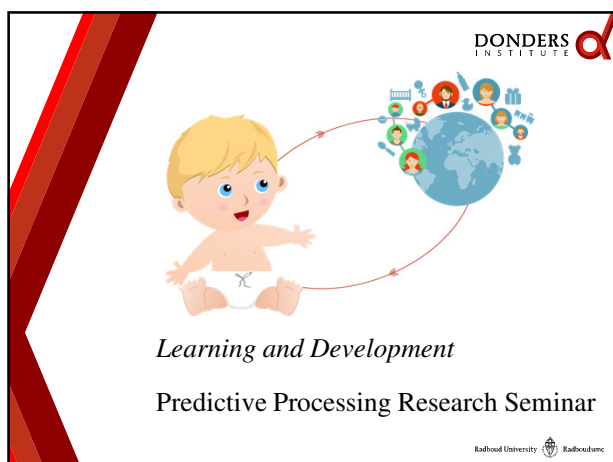 DONDERS
INSTITUTE
Learning and Development
Predictive Processing Research Seminar
Radboud University Radboudumc